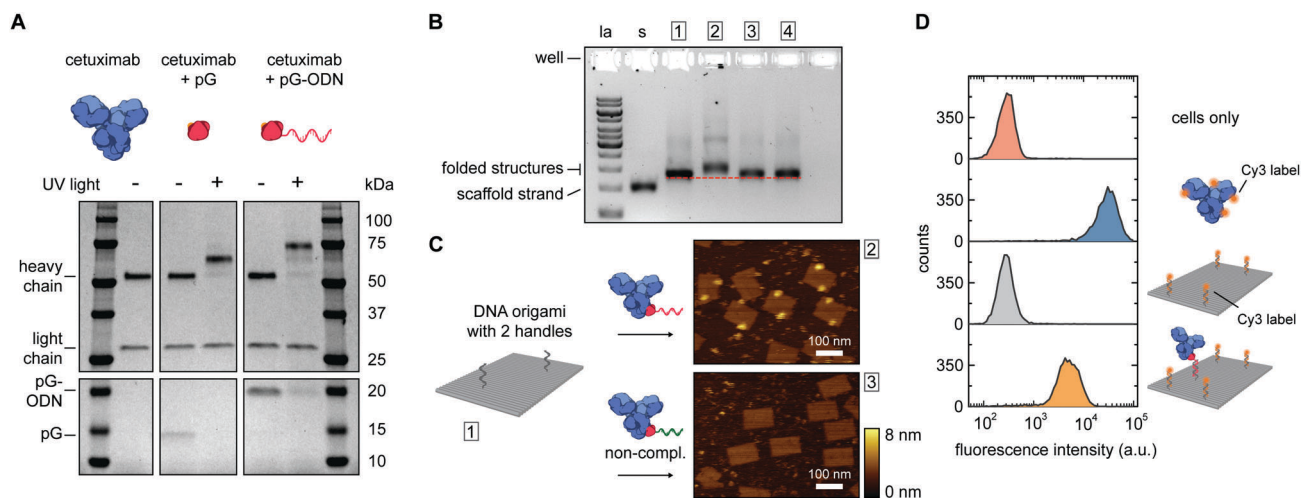 A
cetuximab
cetuximab
+ pG
cetuximab
+ pG-ODN
UV light
-
-
+
-
+
kDa
100
75
50
37
25
20
15
10
heavy
chain
light
chain
pG-
ODN
pG
B
la
s
1
2
3
4
well
folded structures
scaffold strand
C
DNA origami
with 2 handles
1
non-compl.
2
100 nm
3
100 nm
8 nm
0 nm
D
350
0
350
0
350
0
350
0
counts
10²
10³
10⁴
10⁵
fluorescence intensity (a.u.)
cells only
Cy3 label
Cy3 label